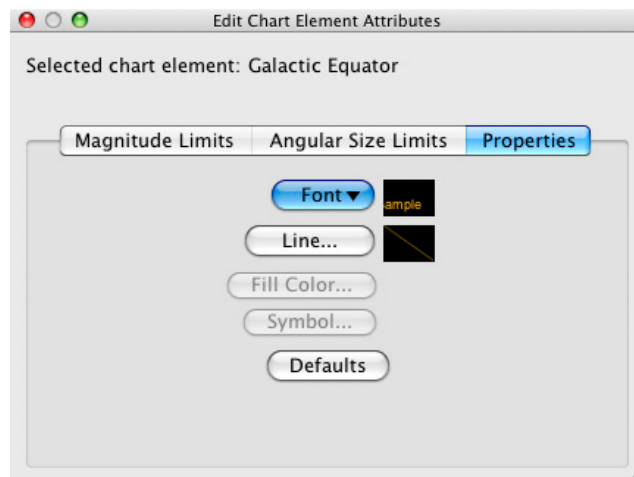 Edit Chart Element Attributes
Selected chart element: Galactic Equator
Magnitude Limits Angular Size Limits Properties
Font ample
Line...
Fill Color...
Symbol...
Defaults